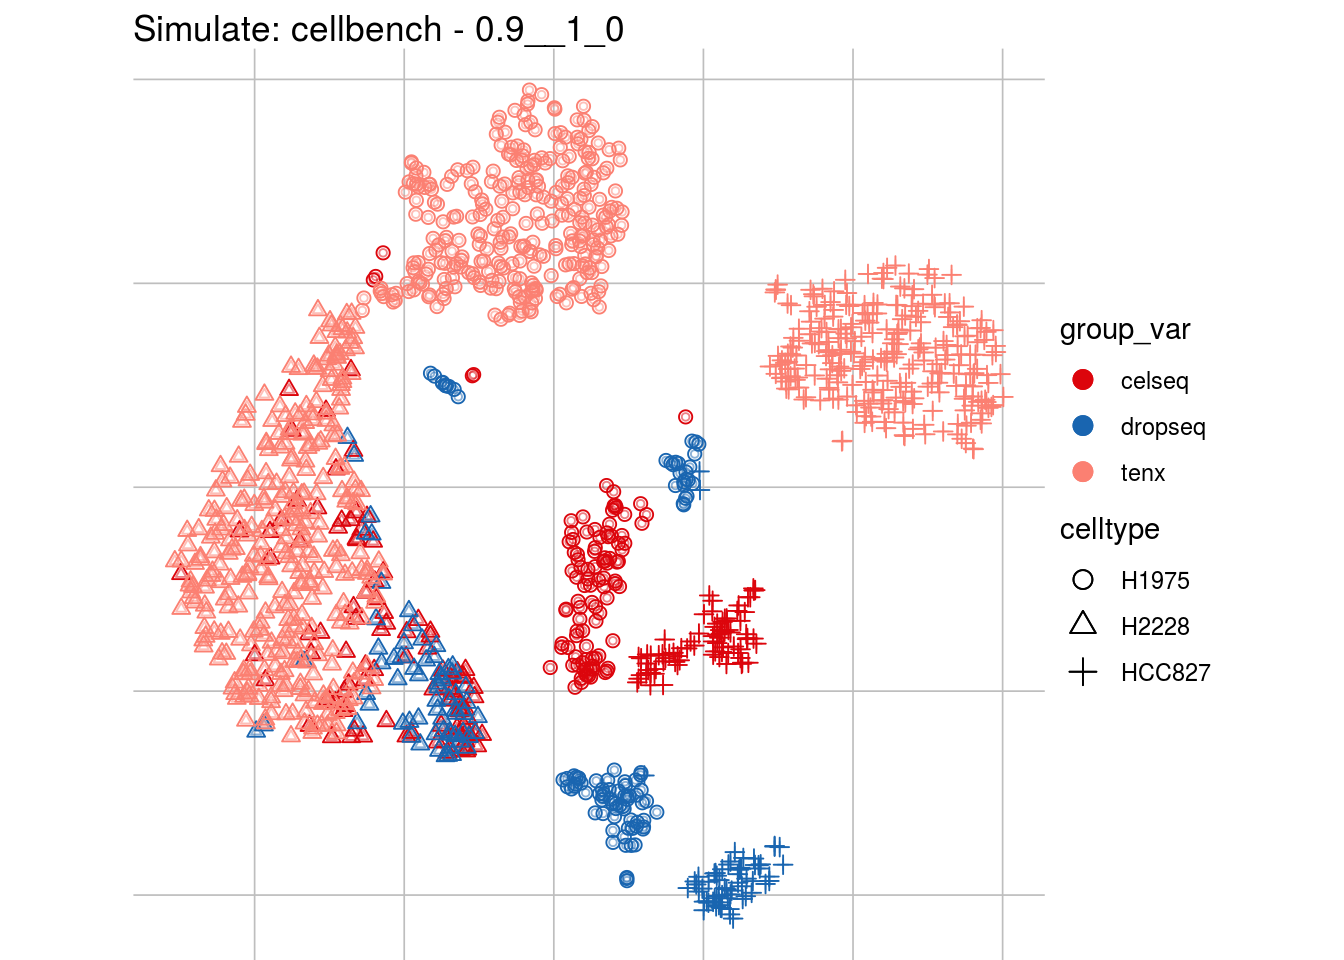 Simulate: cellbench - 0.9__1_0
group_var
celseq
dropseq
tenx
celltype
H1975
H2228
HCC827